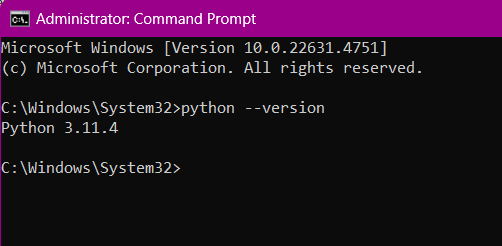 Administrator: Command Prompt
Microsoft Windows [Version 10.0.22631.4751]
(c) Microsoft Corporation. All rights reserved.
C:\Windows\System32>python --version
Python 3.11.4
C:\Windows\System32>